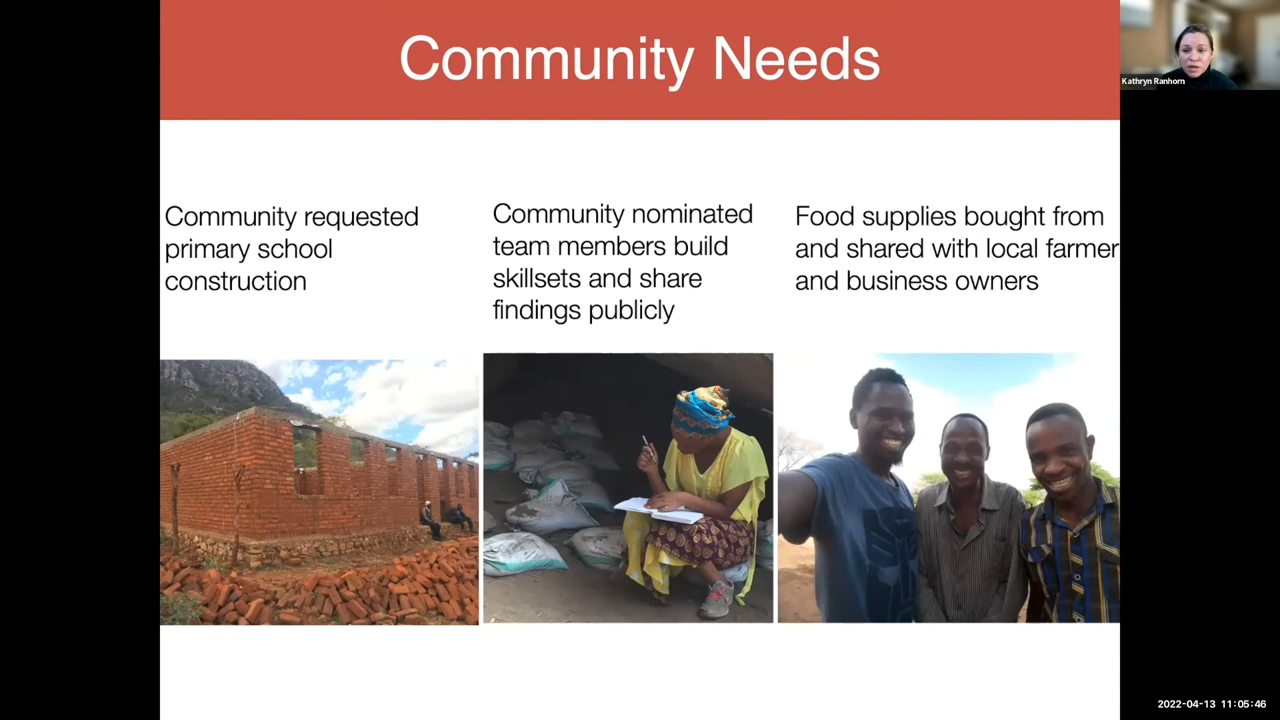 Community Needs
Kathryn Ranhorn
Community requested
primary school
construction
Community nominated
team members build
skillsets and share
findings publicly
Food supplies bought from
and shared with local farmer
and business owners
2022-04-13 11:05:46